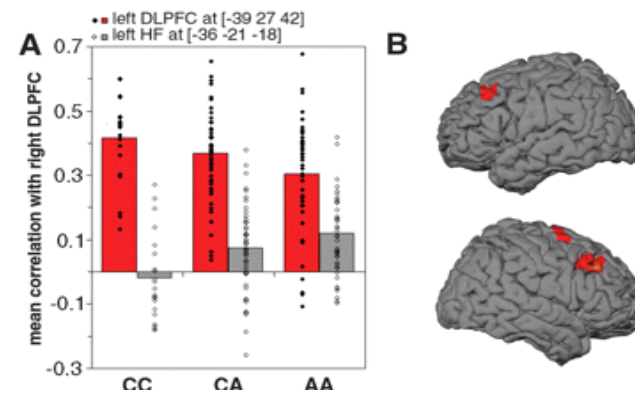 A
left DLPFC at [-39 27 42]
left HF at [-36 -21 -18]
B
mean correlation with right DLPFC
0.7
0.5
0.3
0.1
-0.1
-0.3
CC CA AA